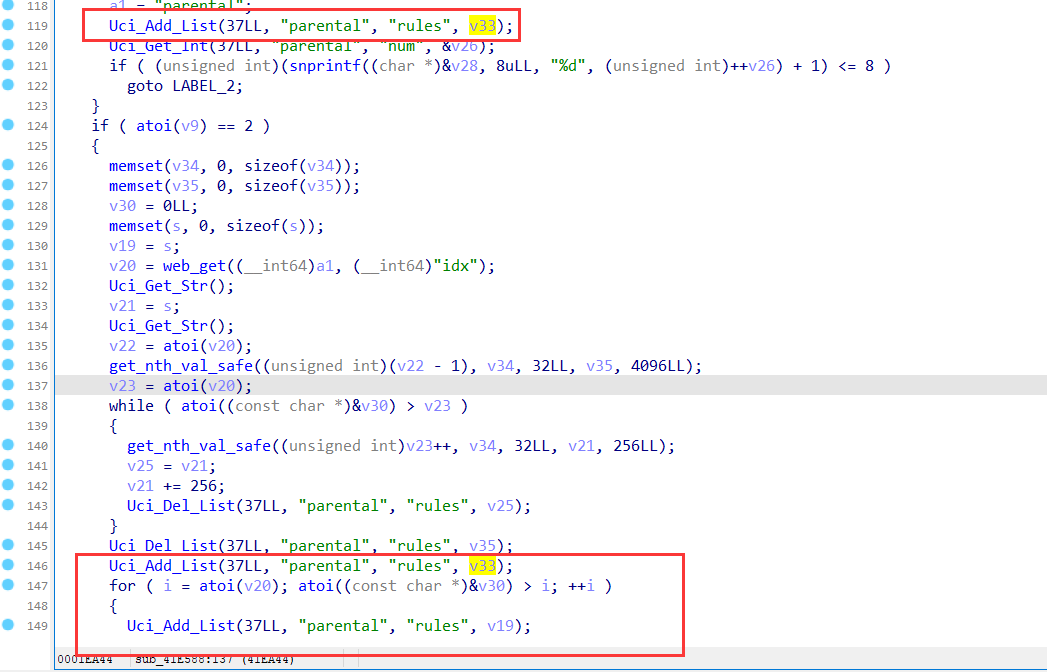 118 a1 = "parental";
119 Uci_Add_List(37LL, "parental", "rules", v33);
120 Uci_Get_Int(37LL, "parental", "num", &v26);
121 if ( (unsigned int)(snprintf((char *)&v28, 8uLL, "%d", (unsigned int)++v26) + 1) <= 8 )
122 goto LABEL_2;
123 }
124 if ( atoi(v9) == 2 )
125 {
126 memset(v34, 0, sizeof(v34));
127 memset(v35, 0, sizeof(v35));
128 v30 = 0LL;
129 memset(s, 0, sizeof(s));
130 v19 = s;
131 v20 = web_get((__int64)a1, (__int64)"idx");
132 Uci_Get_Str();
133 v21 = s;
134 Uci_Get_Str();
135 v22 = atoi(v20);
136 get_nth_val_safe((unsigned int)(v22 - 1), v34, 32LL, v35, 4096LL);
137 v23 = atoi(v20);
138 while ( atoi((const char *)&v30) > v23 )
139 {
140 get_nth_val_safe((unsigned int)v23++, v34, 32LL, v21, 256LL);
141 v25 = v21;
142 v21 += 256;
143 Uci_Del_List(37LL, "parental", "rules", v25);
144 }
145 Uci_Del_List(37LL, "parental", "rules", v35);
146 Uci_Add_List(37LL, "parental", "rules", v33);
147 for ( i = atoi(v20); atoi((const char *)&v30) > i; ++i )
148 {
149 Uci_Add_List(37LL, "parental", "rules", v19);
0001EA44 sub_41E588:137 (41EA44)